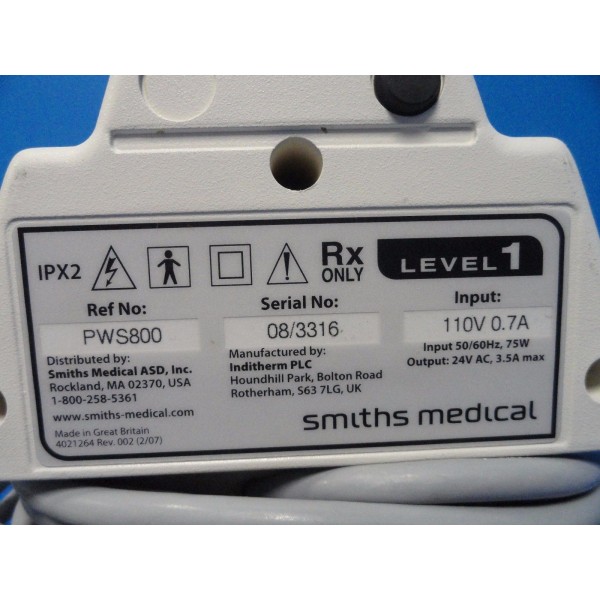 IPX2
Rx
ONLY
LEVEL 1
Ref No:
PWS800
Serial No:
08/3316
Input:
110V 0.7A
Input 50/60Hz, 75W
Output: 24V AC, 3.5A max
Distributed by:
Smiths Medical ASD, Inc.
Rockland, MA 02370, USA
1-800-258-5361
www.smiths-medical.com
Made in Great Britain
4021264 Rev. 002 (2/07)
Manufactured by:
Inditherm PLC
Houndhill Park, Bolton Road
Rotherham, S63 7LG, UK
smiths medical